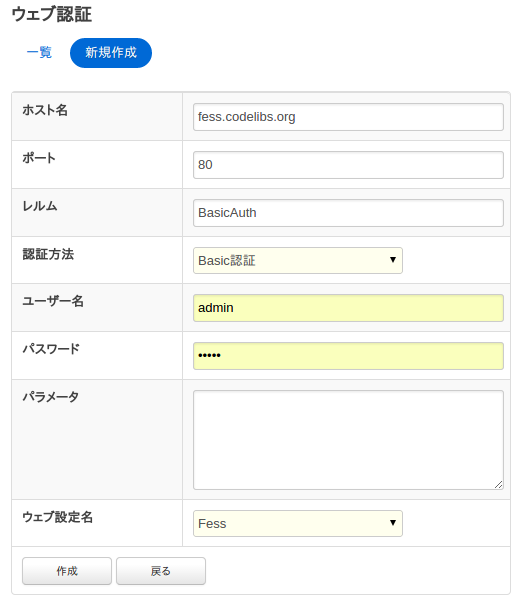 ウェブ認証
一覧 新規作成
ホスト名 fess.codelibs.org
ポート 80
レルム BasicAuth
認証方法 Basic認証
ユーザー名 admin
パスワード •••••
パラメータ
ウェブ設定名 Fess
作成 戻る